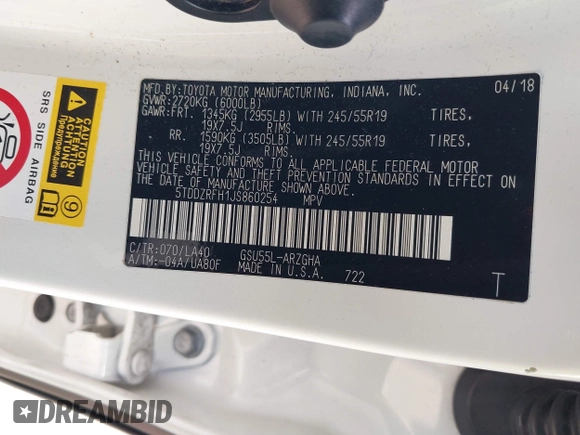 MFD.BY:TOYOTA MOTOR MANUFACTURING, INDIANA, INC. 04/18
GVWR:2720KG (6000LB)
GAWR:FRT. 1345KG (2955LB) WITH 245/55R19 TIRES,
19X7.5J RIMS.
RR. 1590KG (3505LB) WITH 245/55R19 TIRES,
19X7.5J RIMS.
THIS VEHICLE CONFORMS TO ALL APPLICABLE FEDERAL MOTOR
VEHICLE SAFETY AND THEFT PREVENTION STANDARDS IN EFFECT ON
THE DATE OF MANUFACTURE SHOWN ABOVE.
5TDDZRFH1JS860254 MPV
C/TR:070/LA40 GSU55L-ARZGHA
A/TM:-04A/UA80F MADE IN U.S.A. 722 T
SRS SIDE AIRBAG
ATTENTION
ACHTUNG
9
DREAMBID